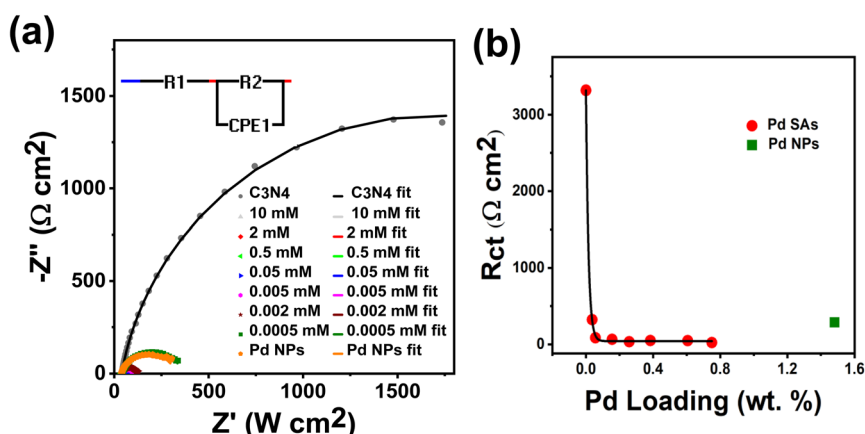 (a)
-Z'' (Ω cm2)
1500
1000
500
0
R1
R2
CPE1
C3N4
C3N4 fit
10 mM
10 mM fit
2 mM
2 mM fit
0.5 mM
0.5 mM fit
0.05 mM
0.05 mM fit
0.005 mM
0.005 mM fit
0.002 mM
0.002 mM fit
0.0005 mM
0.0005 mM fit
Pd NPs
Pd NPs fit
0 500 1000 1500
Z' (W cm2)
(b)
Rct (Ω cm2)
3000
2000
1000
0
Pd SAs
Pd NPs
0.0 0.4 0.8 1.2 1.6
Pd Loading (wt. %)